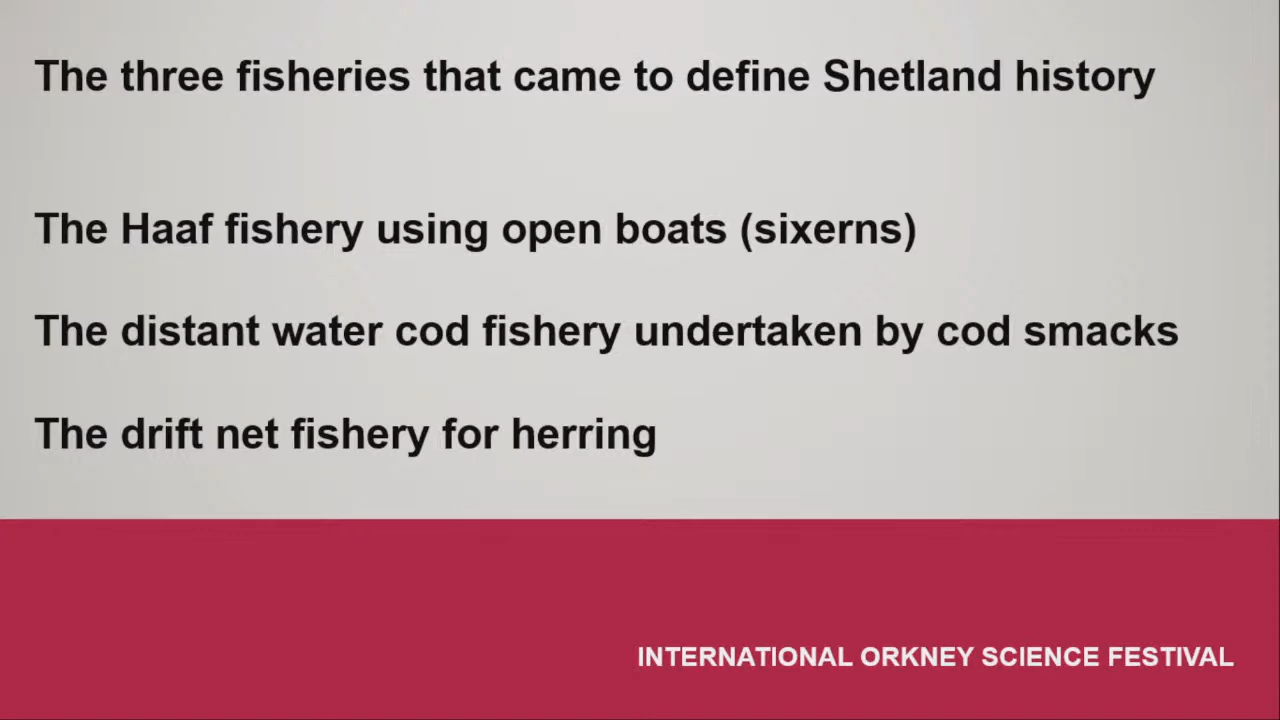 The three fisheries that came to define Shetland history
The Haaf fishery using open boats (sixerns)
The distant water cod fishery undertaken by cod smacks
The drift net fishery for herring
INTERNATIONAL ORKNEY SCIENCE FESTIVAL